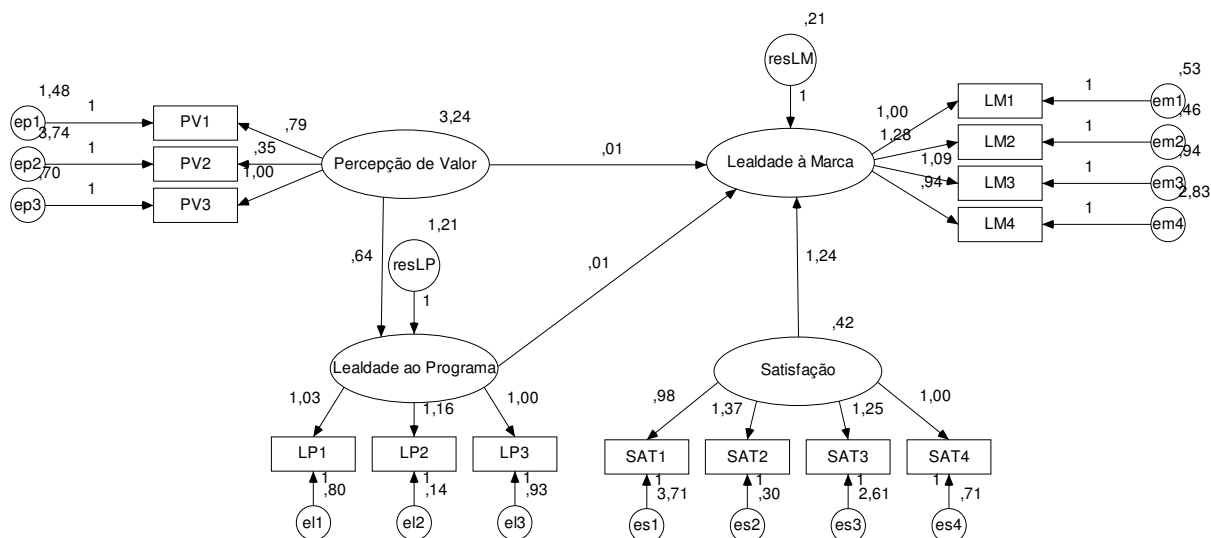 ,21
resLM
1
1,48
ep1
1
PV1
,79
3,74
ep2
1
PV2
,35
,70
ep3
1
PV3
1,00
3,24
Percepção de Valor
,01
Lealdade à Marca
1,00
LM1
1
,53
em1
1,28
LM2
1
,46
em2
1,09
LM3
1
,94
em3
,94
LM4
1
2,83
em4
,64
1,21
resLP
1
,01
1,24
,42
Lealdade ao Programa
Satisfação
1,03
1,16
1,00
,98
1,37
1,25
1,00
LP1
LP2
LP3
SAT1
SAT2
SAT3
SAT4
1
,80
1
,14
1
,93
1
3,71
1
,30
1
2,61
1
,71
el1
el2
el3
es1
es2
es3
es4